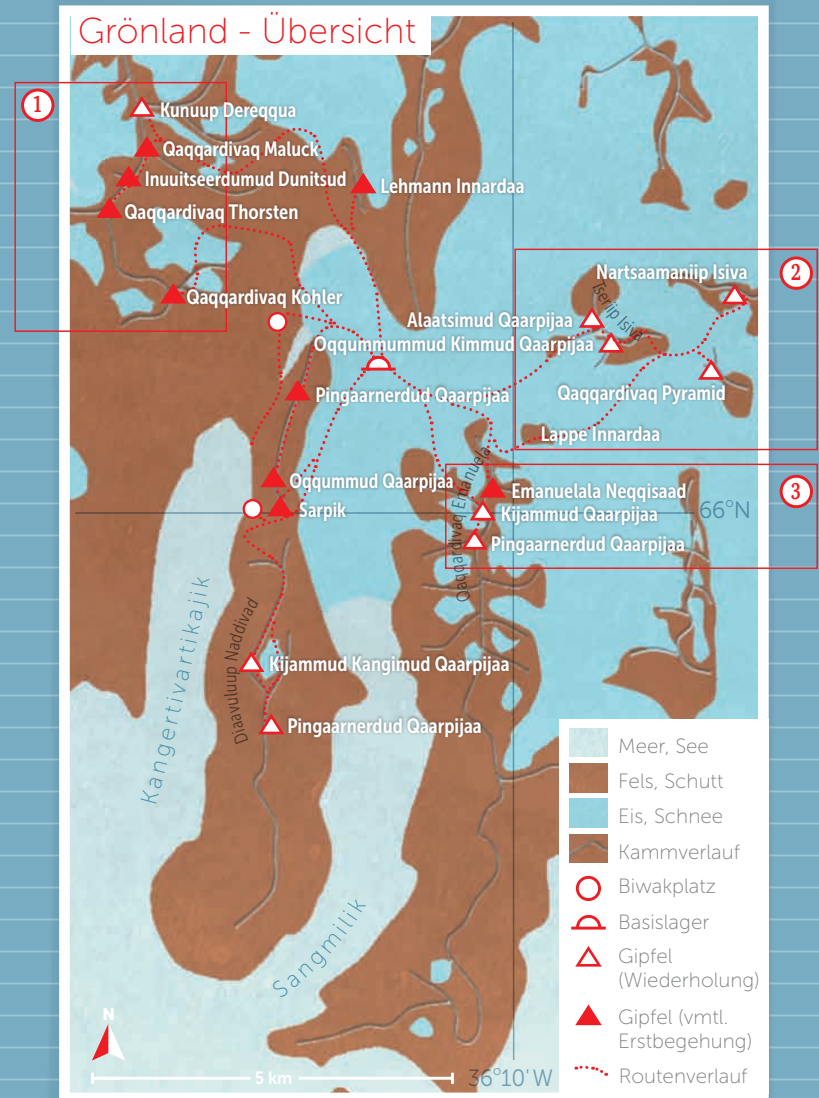 Grönland - Übersicht
1
Kunuup Dereqqua
Qaqqardivaq Maluck
Inuuitseerdumud Dunitsud
Lehmann Innardaa
Qaqqardivaq Thorsten
Nartsaamaniip Isiva
2
Tseriip Isiva
Qaqqardivaq Köhler
Alaatsimud Qaarpijaa
Oqqummummud Kimmud Qaarpijaa
Pingaarnerdud Qaarpijaa
Qaqqardivaq Pyramid
Lappe Innardaa
Oqqummud Qaarpijaa
Emanuelala Neqqisaad
3
Sarpik
Kijammud Qaarpijaa
66°N
Qaqqardivaq Emanuela
Pingaarnerdud Qaarpijaa
Kangertivartikajik
Diaavuluup Naddivad
Kijammud Kangimud Qaarpijaa
Pingaarnerdud Qaarpijaa
Sangmilik
N
5 km
36°10' W
Meer, See
Fels, Schutt
Eis, Schnee
Kammverlauf
Biwakplatz
Basislager
Gipfel
(Wiederholung)
Gipfel (vmtl.
Erstbegehung)
Routenverlauf